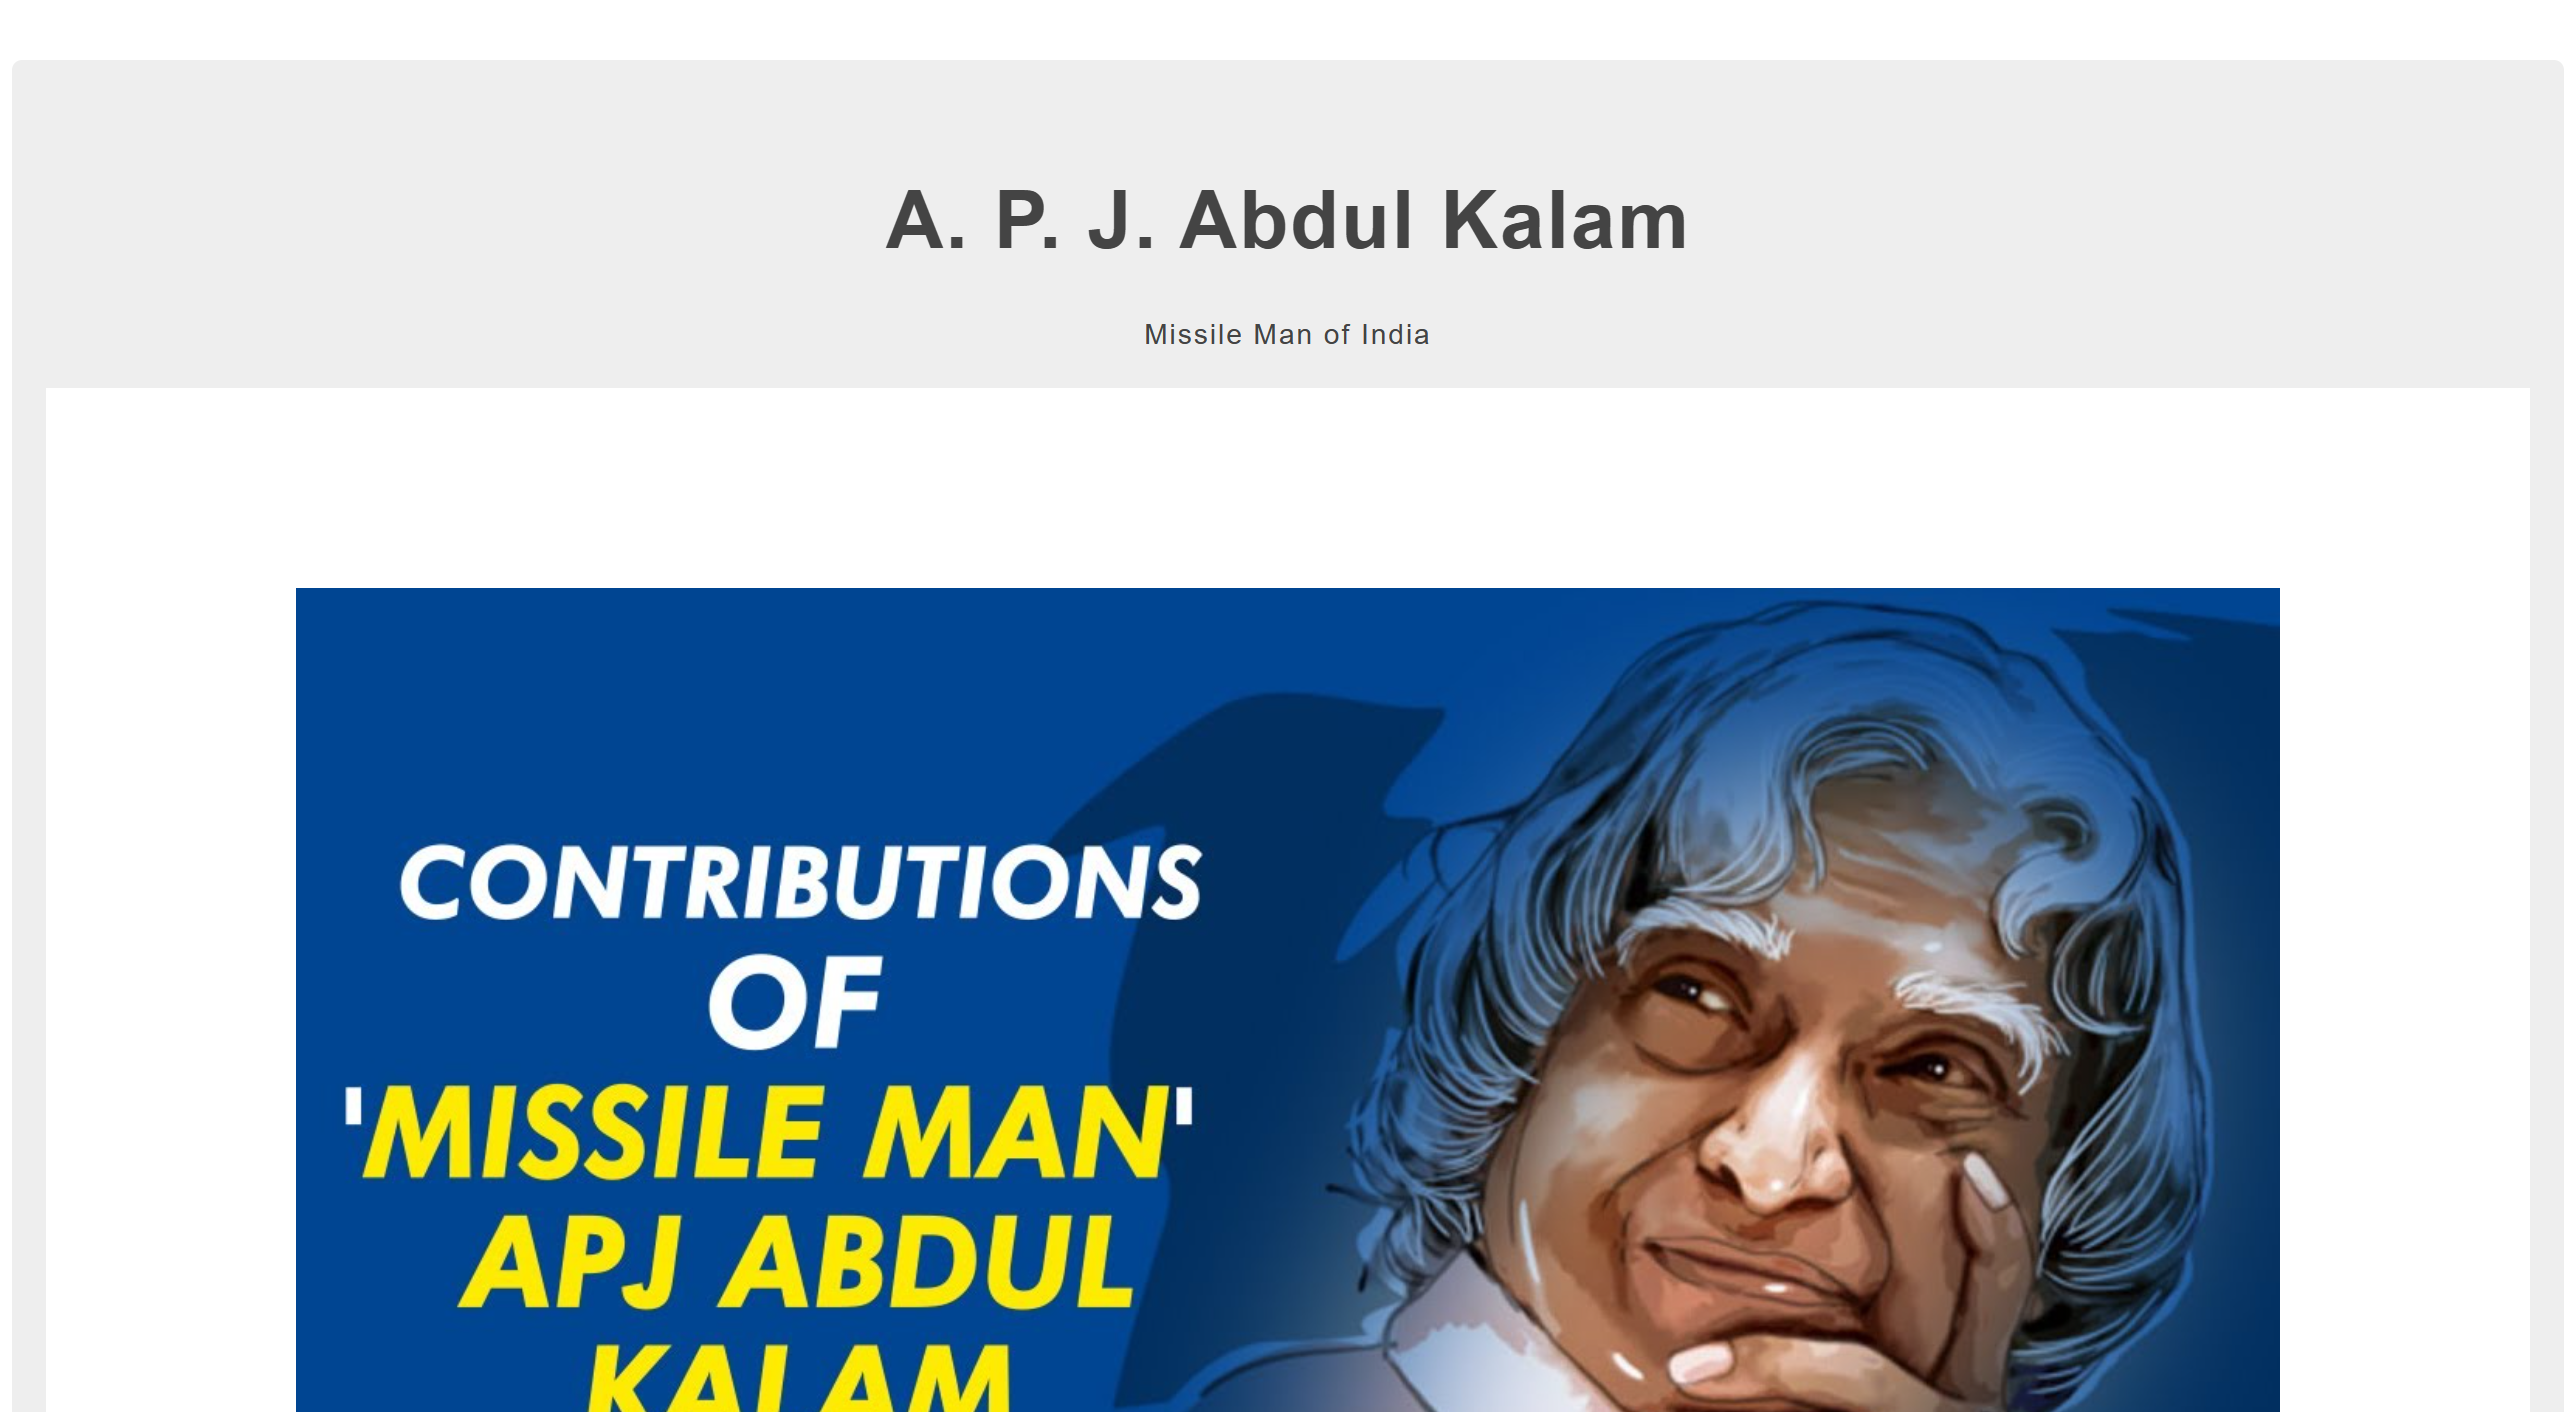 A. P. J. Abdul Kalam
Missile Man of India
CONTRIBUTIONS
OF
'MISSILE MAN'
APJ ABDUL
KALAM